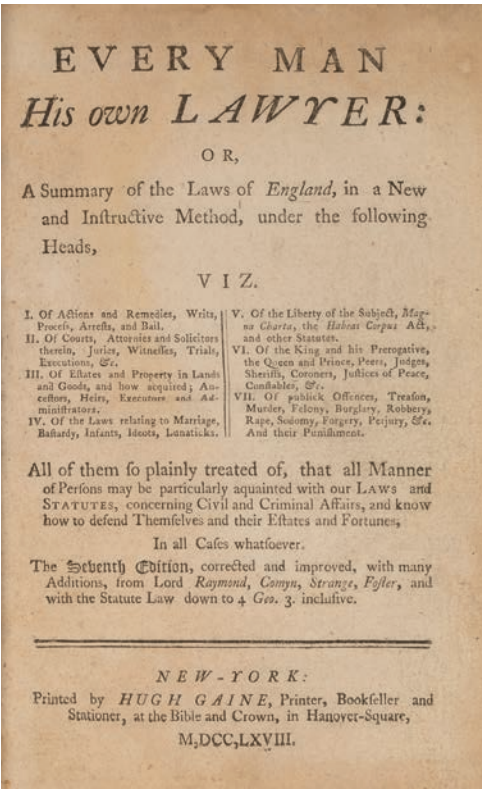 EVERY MAN
His own LAWYER:
OR,
A Summary of the Laws of England, in a New
and Inſtructive Method, under the following
Heads,
VIZ.
I. Of Actions and Remedies, Writs,
Proceſs, Arreſts, and Bail.
II. Of Courts, Attornies and Solicitors
therein, Juries, Witneſſes, Trials,
Executions, &c.
III. Of Eſtates and Property in Lands
and Goods, and how acquired; An-
ceſtors, Heirs, Executors and Ad-
miniſtrators.
IV. Of the Laws relating to Marriage,
Baſtardy, Infants, Ideots, Lunaticks.
V. Of the Liberty of the Subject, Mag-
na Charta, the Habeas Corpus Act,
and other Statutes.
VI. Of the King and his Prerogative,
the Queen and Prince, Peers, Judges,
Sheriffs, Coroners, Juſtices of Peace,
Conſtables, &c.
VII. Of publick Offences, Treaſon,
Murder, Felony, Burglary, Robbery,
Rape, Sodomy, Forgery, Perjury, &c.
And their Puniſhment.
All of them ſo plainly treated of, that all Manner
of Perſons may be particularly aquainted with our LAWS and
STATUTES, concerning Civil and Criminal Affairs, and know
how to defend Themſelves and their Eſtates and Fortunes,
In all Caſes whatſoever.
The Seventh Edition, corrected and improved, with many
Additions, from Lord Raymond, Comyn, Strange, Foſter, and
with the Statute Law down to 4 Geo. 3. incluſive.
NEW-YORK:
Printed by HUGH GAINE, Printer, Bookſeller and
Stationer, at the Bible and Crown, in Hanover-Square,
M,DCC,LXVIII.